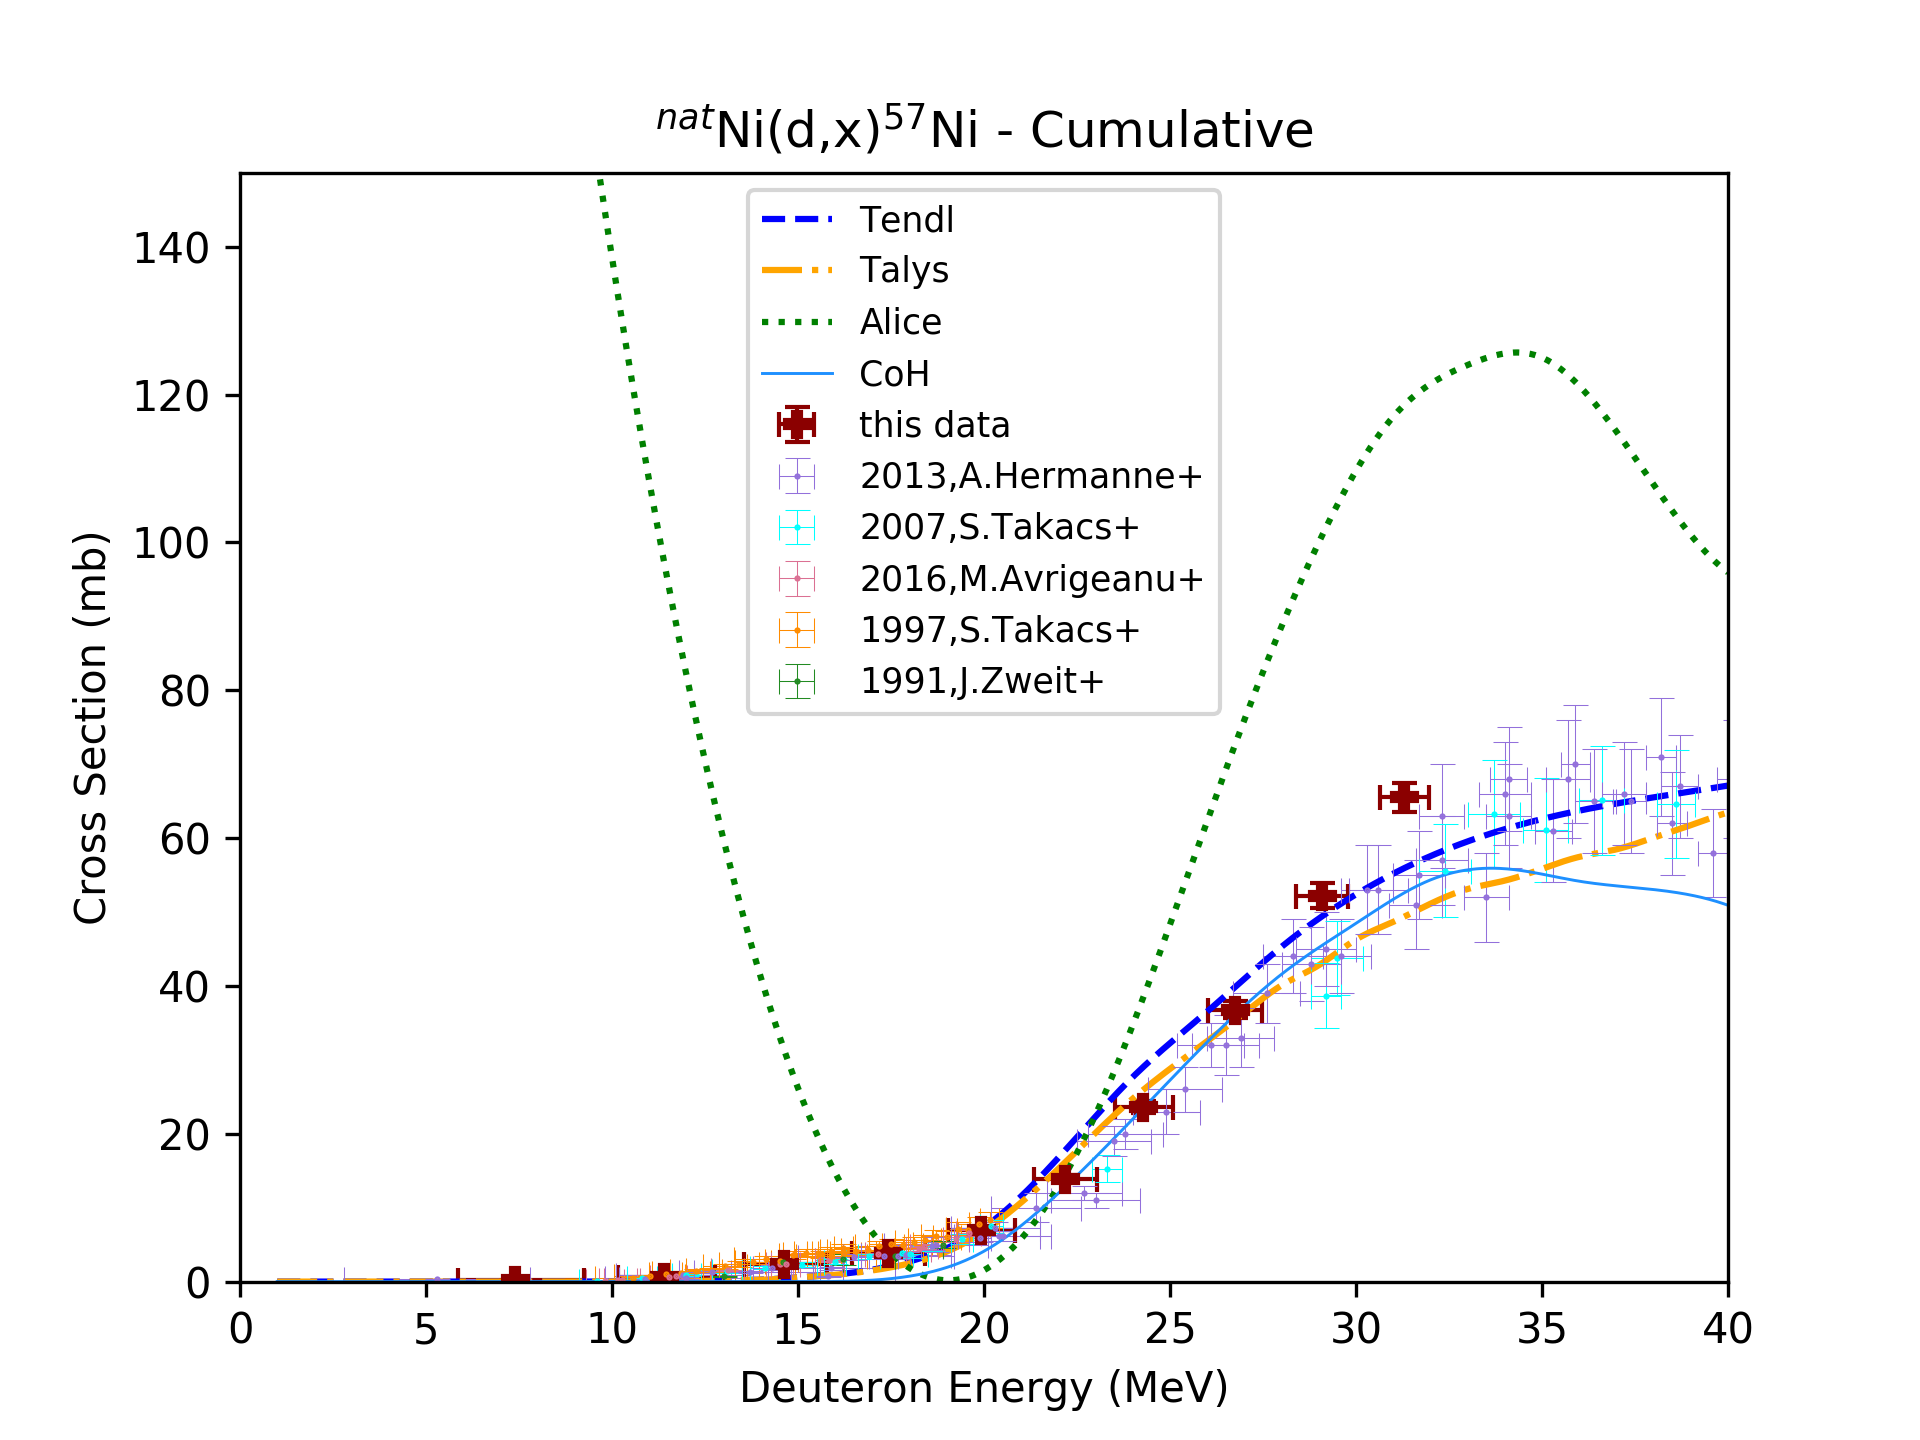 natNi(d,x)57Ni - Cumulative
Tendl
Talys
Alice
CoH
this data
2013,A.Hermanne+
2007,S.Takacs+
2016,M.Avrigeanu+
1997,S.Takacs+
1991,J.Zweit+
Cross Section (mb)
140
120
100
80
60
40
20
0
0 5 10 15 20 25 30 35 40
Deuteron Energy (MeV)